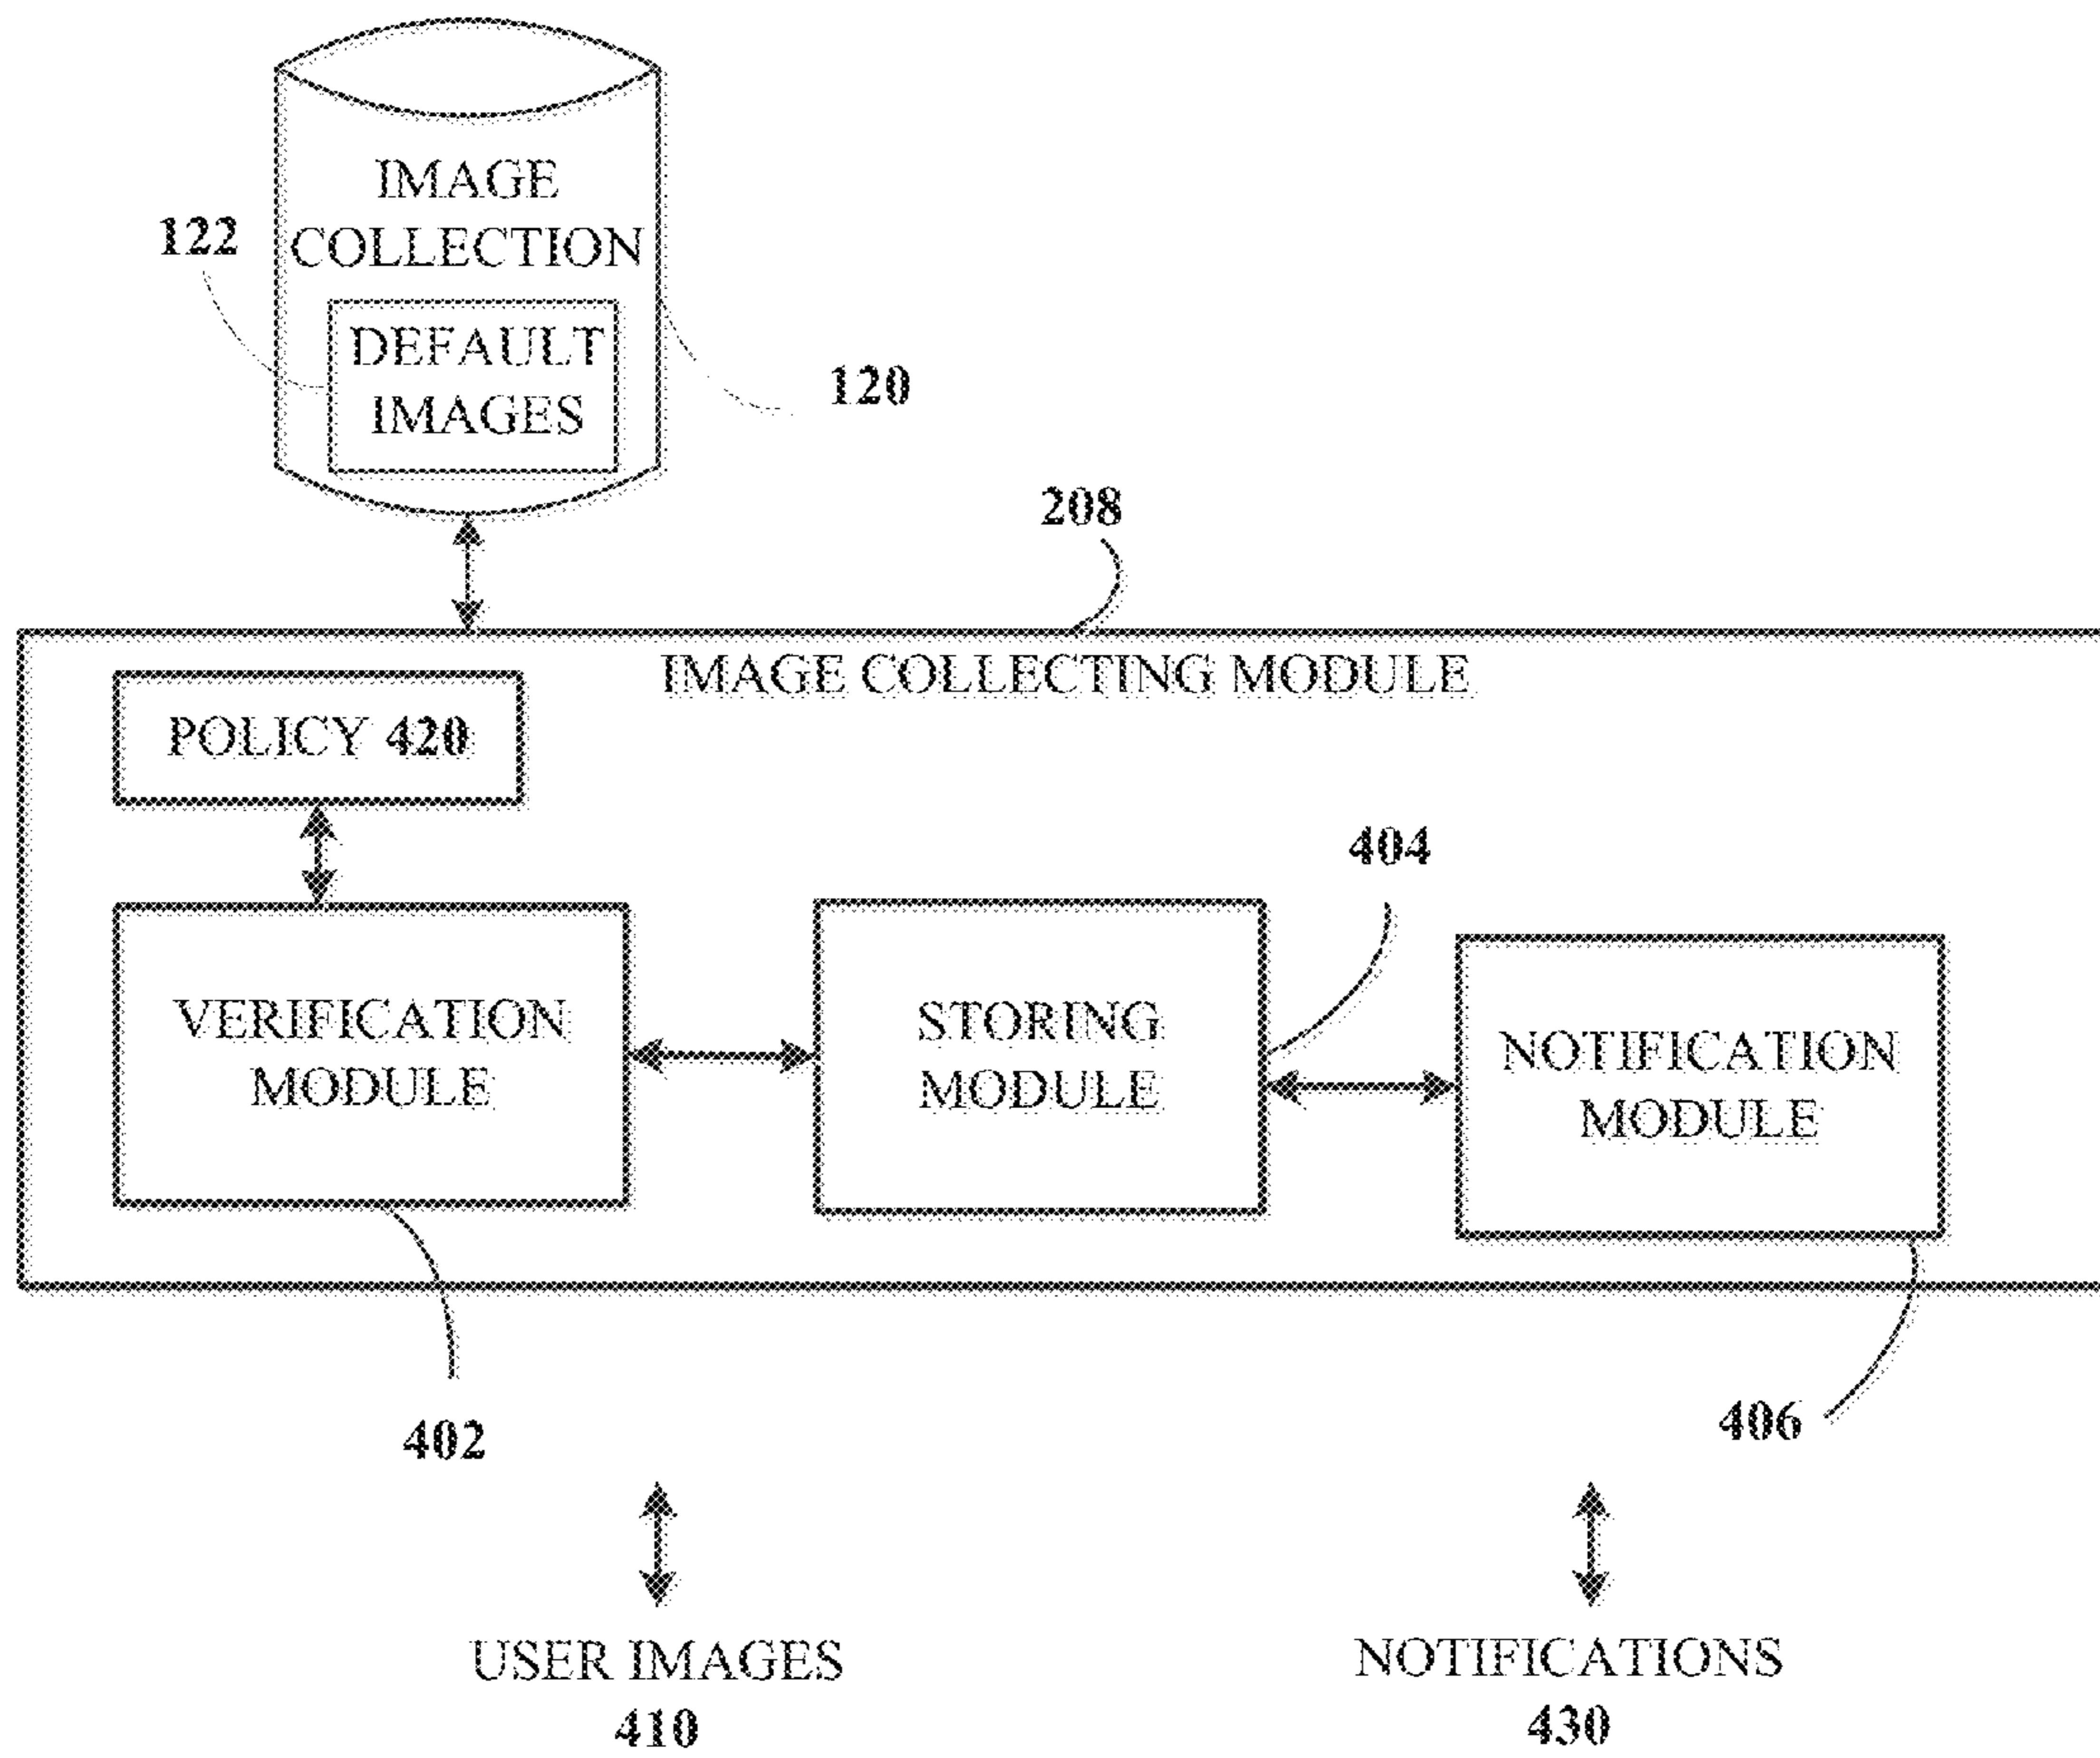 IMAGE
COLLECTION
122
DEFAULT
IMAGES
120
208
IMAGE COLLECTING MODULE
POLICY 420
404
VERIFICATION
MODULE
STORING
MODULE
NOTIFICATION
MODULE
402
406
USER IMAGES
410
NOTIFICATIONS
430